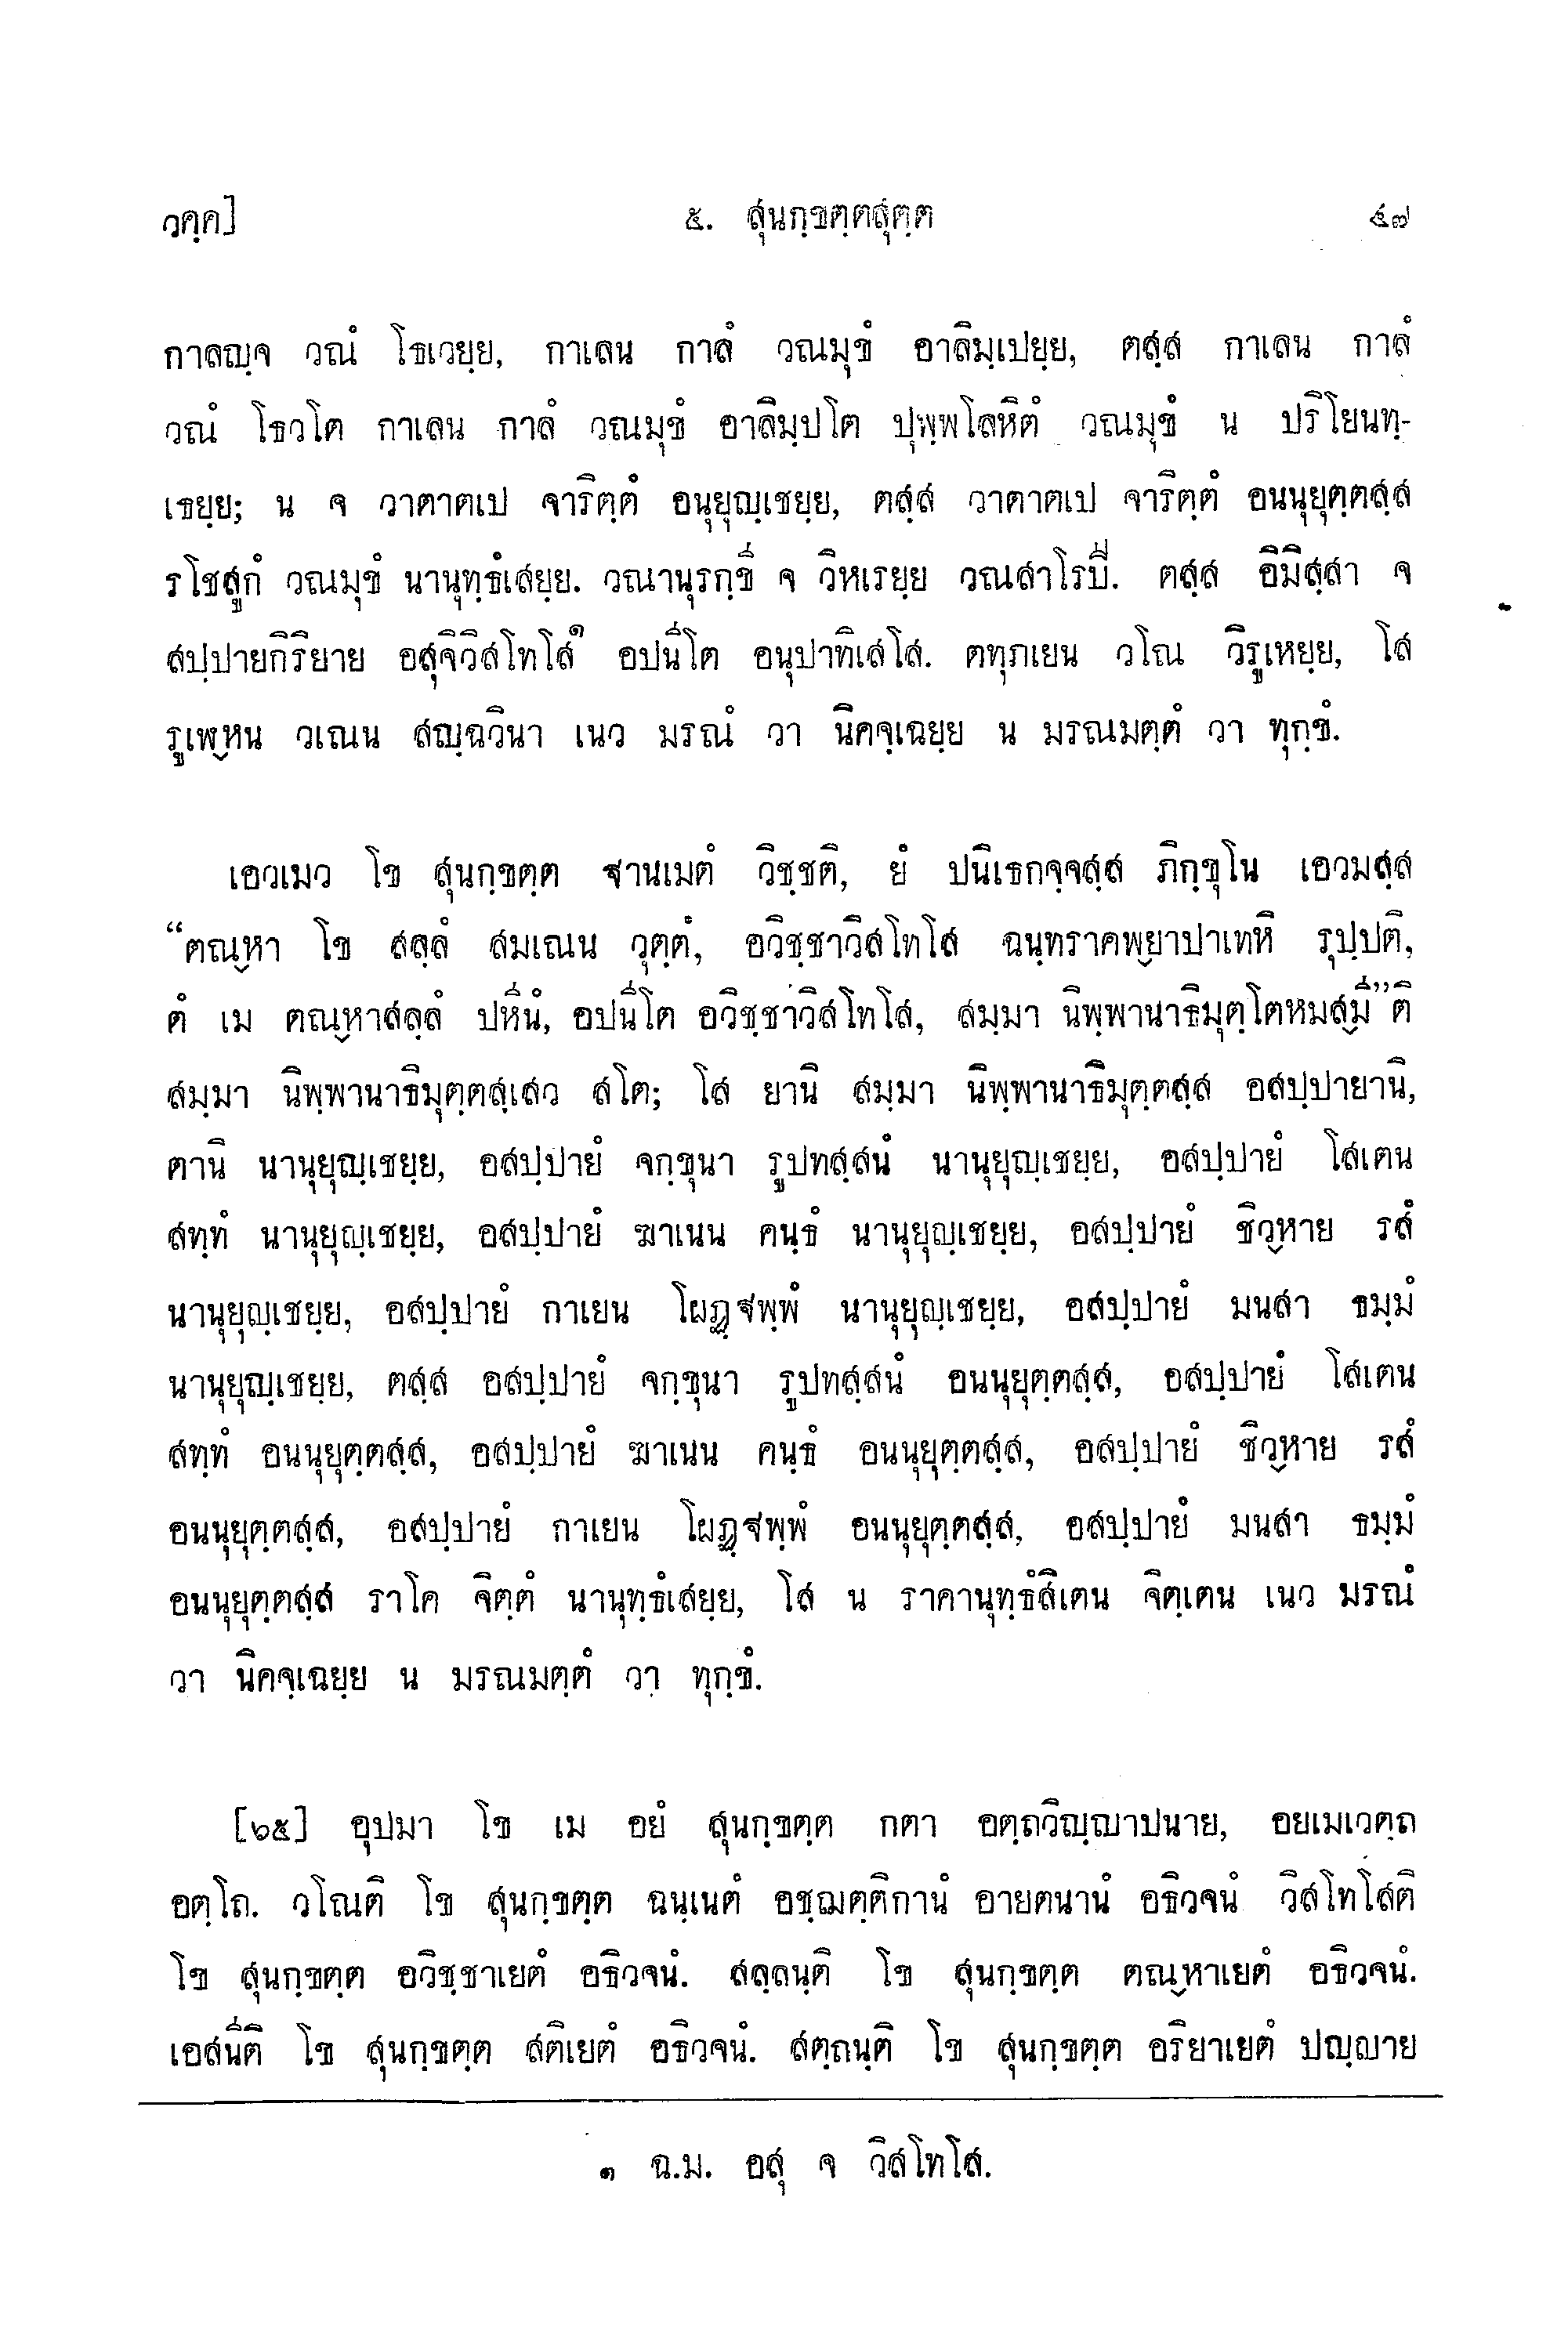 วคฺค] ๕. สุนกฺขตฺตสุตฺต ๔๗
กาลญฺจ วณํ โธเวยฺย, กาเลน กาลํ วณมุขํ อาลิมฺเปยฺย, ตสฺส กาเลน กาลํ
วณํ โธวโต กาเลน กาลํ วณมุขํ อาลิมฺปโต ปุพฺพโลหิตํ วณมุขํ น ปริโยนทฺ-
เธยฺย; น จ วาตาตเป จาริตฺตํ อนุยุญฺเชยฺย, ตสฺส วาตาตเป จาริตฺตํ อนนุยุตฺตสฺส
รโชสูกํ วณมุขํ นานุทฺธํเสยฺย. วณานุรกฺขี จ วิหเรยฺย วณสาโรปี. ตสฺส อิมิสฺสา จ
สปฺปายกิริยาย อสุจิวิสโทโส๑ อปนีโต อนุปาทิเสโส. ตทุภเยน วโณ วิรูเหยฺย, โส
รูเฬฺหน วเณน สญฺฉวินา เนว มรณํ วา นิคจฺเฉยฺย น มรณมตฺตํ วา ทุกฺขํ.
เอวเมว โข สุนกฺขตฺต ฐานเมตํ วิชฺชติ, ยํ ปนิเธกจฺจสฺส ภิกฺขุโน เอวมสฺส
“ตณฺหา โข สลฺลํ สมเณน วุตฺตํ, อวิชฺชาวิสโทโส ฉนฺทราคพฺยาปาเทหิ รุปฺปติ,
ตํ เม ตณฺหาสลฺลํ ปหีนํ, อปนีโต อวิชฺชาวิสโทโส, สมฺมา นิพฺพานาธิมุตฺโตหมสฺมี”ติ
สมฺมา นิพฺพานาธิมุตฺตสฺเสว สโต; โส ยานิ สมฺมา นิพฺพานาธิมุตฺตสฺส อสปฺปายานิ,
ตานิ นานุยุญฺเชยฺย, อสปฺปายํ จกฺขุนา รูปทสฺสนํ นานุยุญฺเชยฺย, อสปฺปายํ โสเตน
สทฺทํ นานุยุญฺเชยฺย, อสปฺปายํ ฆาเนน คนฺธํ นานุยุญฺเชยฺย, อสปฺปายํ ชิวฺหาย รสํ
นานุยุญฺเชยฺย, อสปฺปายํ กาเยน โผฏฺฐพฺพํ นานุยุญฺเชยฺย, อสปฺปายํ มนสา ธมฺมํ
นานุยุญฺเชยฺย, ตสฺส อสปฺปายํ จกฺขุนา รูปทสฺสนํ อนนุยุตฺตสฺส, อสปฺปายํ โสเตน
สทฺทํ อนนุยุตฺตสฺส, อสปฺปายํ ฆาเนน คนฺธํ อนนุยุตฺตสฺส, อสปฺปายํ ชิวฺหาย รสํ
อนนุยุตฺตสฺส, อสปฺปายํ กาเยน โผฏฺฐพฺพํ อนนุยุตฺตสฺส, อสปฺปายํ มนสา ธมฺมํ
อนนุยุตฺตสฺส ราโค จิตฺตํ นานุทฺธํเสยฺย, โส น ราคานุทฺธํสิเตน จิตฺเตน เนว มรณํ
วา นิคจฺเฉยฺย น มรณมตฺตํ วา ทุกฺขํ.
[๖๕] อุปมา โข เม อยํ สุนกฺขตฺต กตา อตฺถวิญฺญาปนาย, อยเมเวตฺถ
อตฺโถ. วโณติ โข สุนกฺขตฺต ฉนฺเนตํ อชฺฌตฺติกานํ อายตนานํ อธิวจนํ วิสโทโสติ
โข สุนกฺขตฺต อวิชฺชาเยตํ อธิวจนํ. สลฺลนฺติ โข สุนกฺขตฺต ตณฺหาเยตํ อธิวจนํ.
เอสนีติ โข สุนกฺขตฺต สติเยตํ อธิวจนํ. สตฺถนฺติ โข สุนกฺขตฺต อริยาเยตํ ปญฺญาย
๑ ฉ.ม. อสุ จ วิสโทโส.